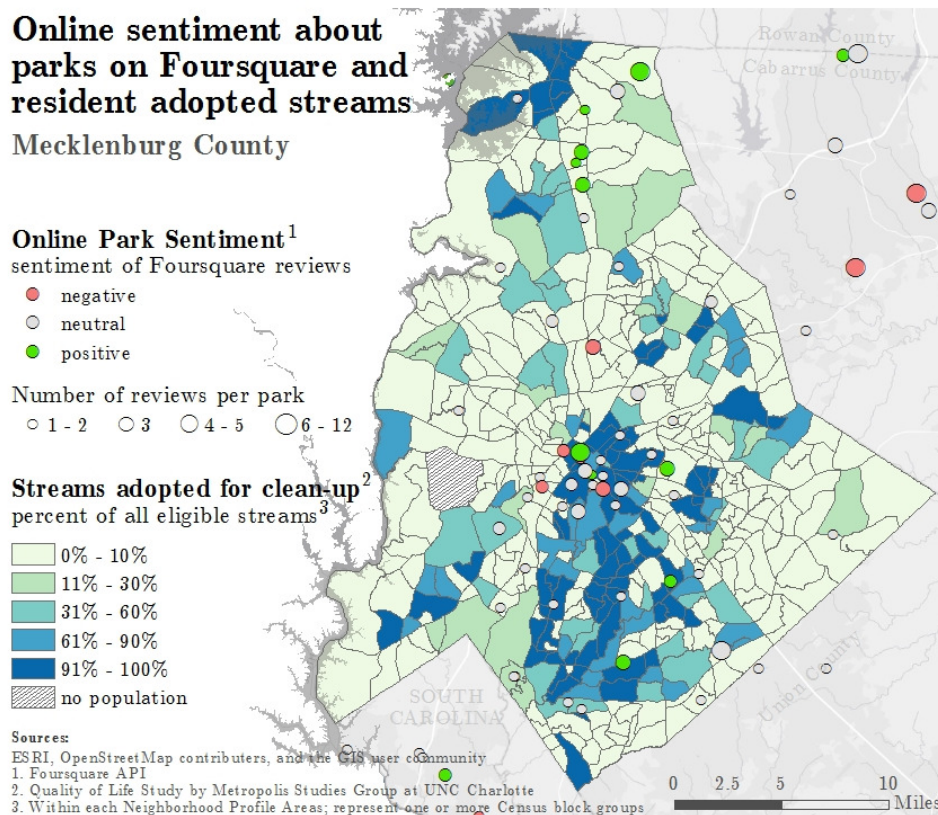 Online sentiment about
parks on Foursquare and
resident adopted streams
Mecklenburg County
Online Park Sentiment1
sentiment of Foursquare reviews
negative
neutral
positive
Number of reviews per park
1 - 2
3
4 - 5
6 - 12
Streams adopted for clean-up2
percent of all eligible streams3
0% - 10%
11% - 30%
31% - 60%
61% - 90%
91% - 100%
no population
Sources:
ESRI, OpenStreetMap contributers, and the GIS user community
1. Foursquare API
2. Quality of Life Study by Metropolis Studies Group at UNC Charlotte
3. Within each Neighborhood Profile Areas; represent one or more Census block groups
Rowan County
Cabarrus County
Union County
SOUTH
CAROLINA
0 2.5 5 10
Miles